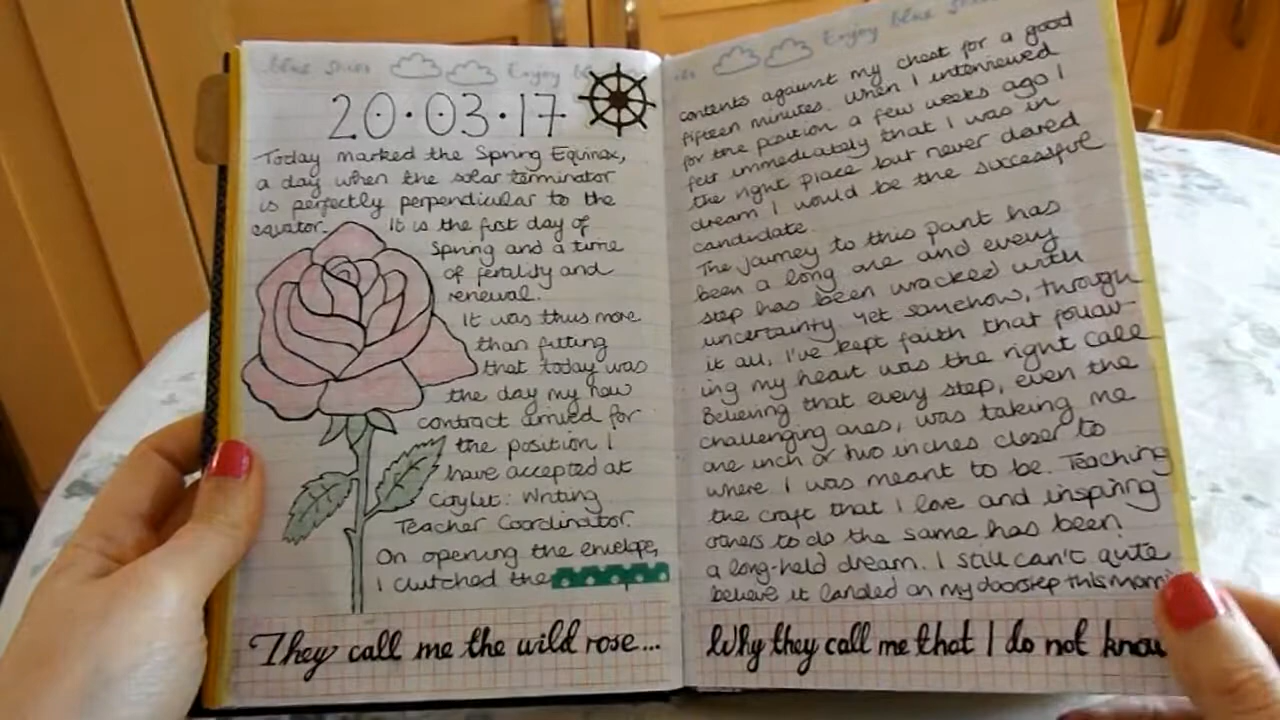 blue skies Enjoy bl
20.03.17
Today marked the Spring Equinox,
a day when the solar terminator
is perfectly perpendicular to the
equator. It is the first day of
Spring and a time
of fertility and
renewal.
It was thus more
than fitting
that today was
the day my new
contract arrived for
the position I
have accepted at
Teacher Coordinator.
On opening the envelope,
I clutched the
They call me the wild rose...
Enjoy blue skies
contents against my chest for a good
fifteen minutes. When I interviewed
for the position a few weeks ago I
felt immediately that I was in
the right place but never dared
dream I would be the successful
candidate.
The journey to this point has
been a long one and every
step has been wracked with
uncertainty. Yet somehow, through
it all, I've kept faith that follow-
ing my heart was the right call.
Believing that every step, even the
challenging ones, was taking me
one inch or two inches closer to
where I was meant to be. Teaching
the craft that I love and inspiring
others to do the same has been
a long-held dream. I still can't quite
believe it landed on my doorstep this morni
Why they call me that I do not know